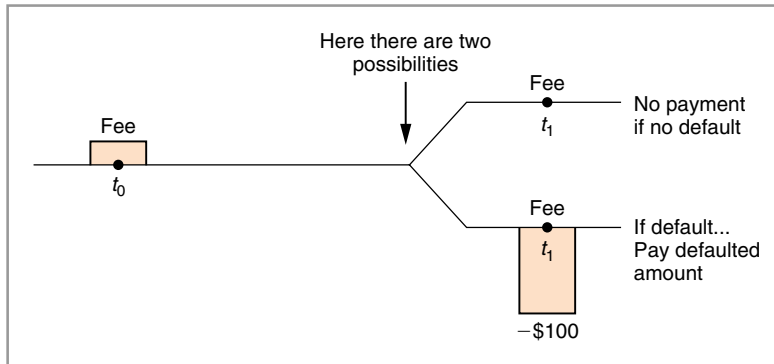 Here there are two
possibilities
Fee
t₀
Fee
t₁
No payment
if no default
Fee
t₁
If default...
Pay defaulted
amount
−$100